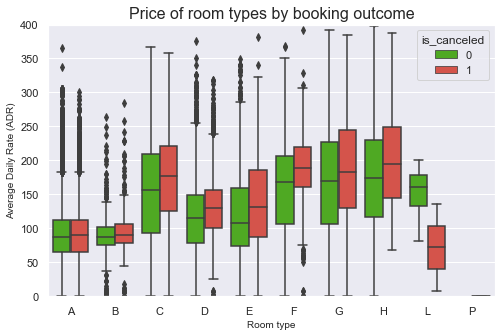 Price of room types by booking outcome
is_canceled
0
1
Average Daily Rate (ADR)
400
350
300
250
200
150
100
50
0
A B C D E F G H L P
Room type